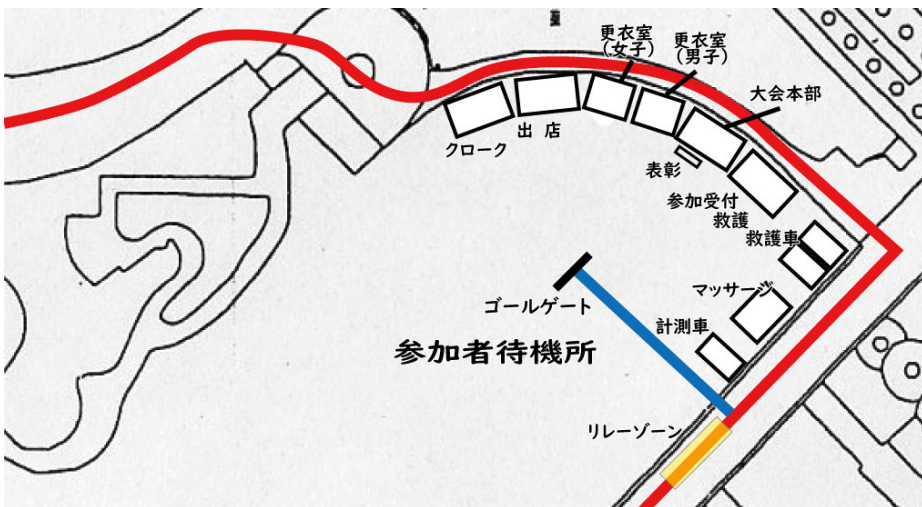 更衣室
(女子)
更衣室
(男子)
大会本部
出 店
クローク
表彰
参加受付
救護
救護車
マッサージ
ゴールゲート
計測車
参加者待機所
リレーゾーン